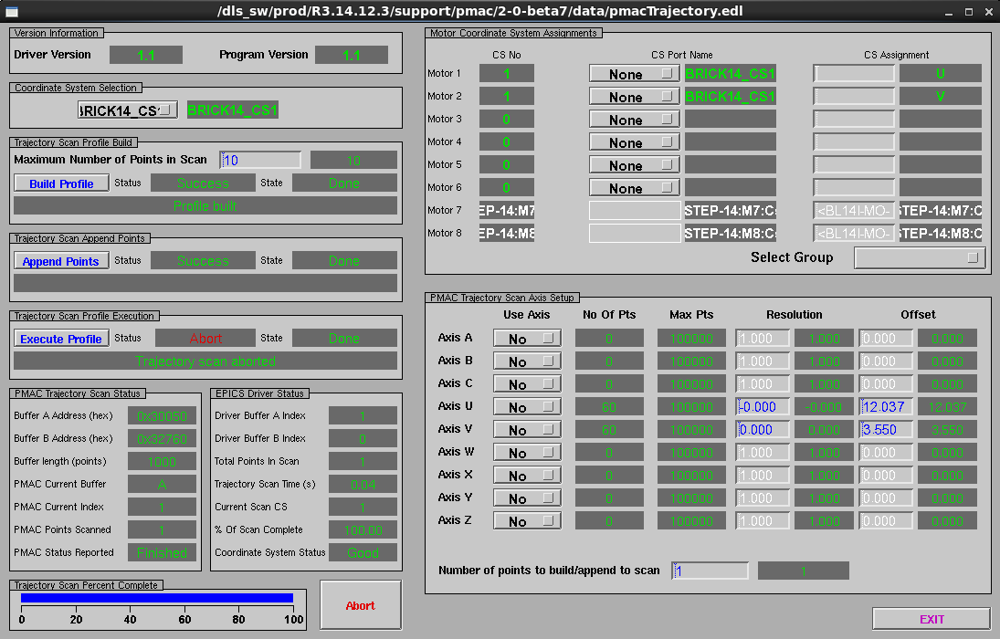 /dls_sw/prod/R3.14.12.3/support/pmac/2-0-beta7/data/pmacTrajectory.edl
Version Information
Driver Version 1.1 Program Version 1.1
Coordinate System Selection
BRICK14_CS1 BRICK14_CS1
Trajectory Scan Profile Build
Maximum Number of Points in Scan 10 10
Build Profile Status Success State Done
Profile built
Trajectory Scan Append Points
Append Points Status Success State Done
Trajectory Scan Profile Execution
Execute Profile Status Abort State Done
Trajectory scan aborted
PMAC Trajectory Scan Status
Buffer A Address (hex) 0x30050
Buffer B Address (hex) 0x32760
Buffer length (points) 1000
PMAC Current Buffer A
PMAC Current Index 1
PMAC Points Scanned 1
PMAC Status Reported Finished
EPICS Driver Status
Driver Buffer A Index 1
Driver Buffer B Index 0
Total Points In Scan 1
Trajectory Scan Time (s) 0.04
Current Scan CS 1
% Of Scan Complete 100.00
Coordinate System Status Good
Trajectory Scan Percent Complete
0 20 40 60 80 100
Abort
Motor Coordinate System Assignments
CS No CS Port Name CS Assignment
Motor 1 1 None BRICK14_CS1 U
Motor 2 1 None BRICK14_CS1 V
Motor 3 0 None
Motor 4 0 None
Motor 5 0 None
Motor 6 0 None
Motor 7 EP-14:M7 STEP-14:M7:C <BL14I-MO- STEP-14:M7:C
Motor 8 EP-14:M8 STEP-14:M8:C <BL14I-MO- STEP-14:M8:C
Select Group
PMAC Trajectory Scan Axis Setup
Use Axis No Of Pts Max Pts Resolution Offset
Axis A No 0 100000 1.000 1.000 0.000 0.000
Axis B No 0 100000 1.000 1.000 0.000 0.000
Axis C No 0 100000 1.000 1.000 0.000 0.000
Axis U No 60 100000 -0.000 -0.000 12.037 12.037
Axis V No 60 100000 0.000 0.000 3.550 3.550
Axis W No 0 100000 1.000 1.000 0.000 0.000
Axis X No 0 100000 1.000 1.000 0.000 0.000
Axis Y No 0 100000 1.000 1.000 0.000 0.000
Axis Z No 0 100000 1.000 1.000 0.000 0.000
Number of points to build/append to scan 1 1
EXIT